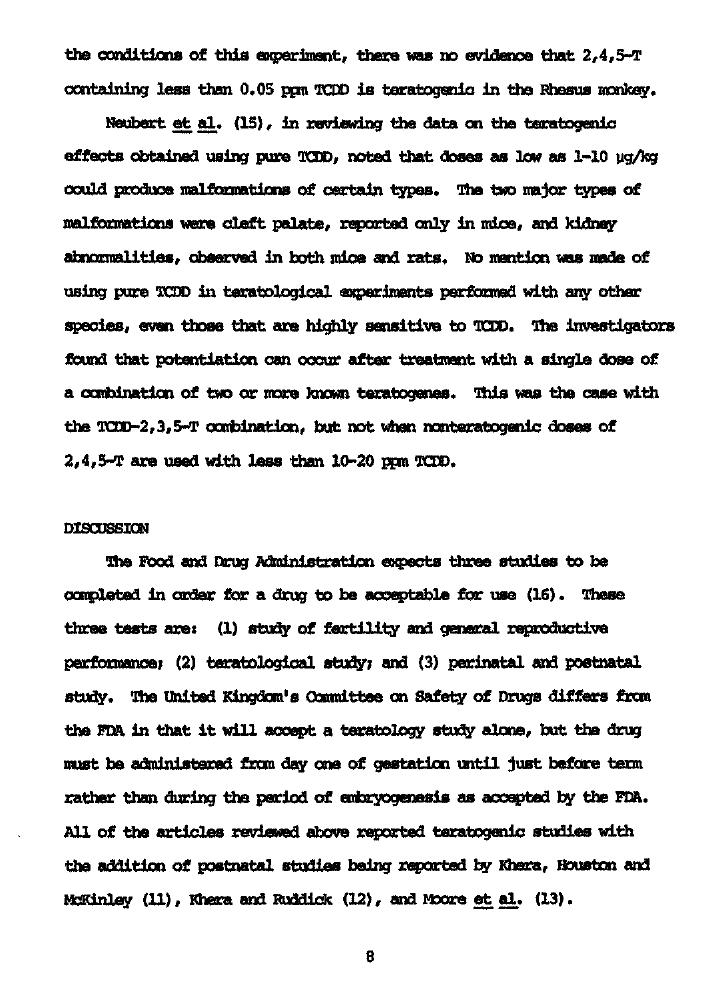 the conditions of this experiment, there was no evidence that 2,4,5-T
containing less than 0.05 ppm TCDD is teratogenic in the Rhesus monkey.
Neubert et al. (15), in reviewing the data on the teratogenic
effects obtained using pure TCDD, noted that doses as low as 1-10 µg/kg
could produce malformations of certain types. The two major types of
malformations were cleft palate, reported only in mice, and kidney
abnormalities, observed in both mice and rats. No mention was made of
using pure TCDD in teratological experiments performed with any other
species, even those that are highly sensitive to TCDD. The investigators
found that potentiation can occur after treatment with a single dose of
a combination of two or more known teratogenes. This was the case with
the TCDD-2,3,5-T combination, but not when nonteratogenic doses of
2,4,5-T are used with less than 10-20 ppm TCDD.
DISCUSSION
The Food and Drug Administration expects three studies to be
completed in order for a drug to be acceptable for use (16). These
three tests are: (1) study of fertility and general reproductive
performance; (2) teratological study; and (3) perinatal and postnatal
study. The United Kingdom's Committee on Safety of Drugs differs from
the FDA in that it will accept a teratology study alone, but the drug
must be administered from day one of gestation until just before term
rather than during the period of embryogenesis as accepted by the FDA.
All of the articles reviewed above reported teratogenic studies with
the addition of postnatal studies being reported by Khera, Houston and
McKinley (11), Khera and Ruddick (12), and Moore et al. (13).
8